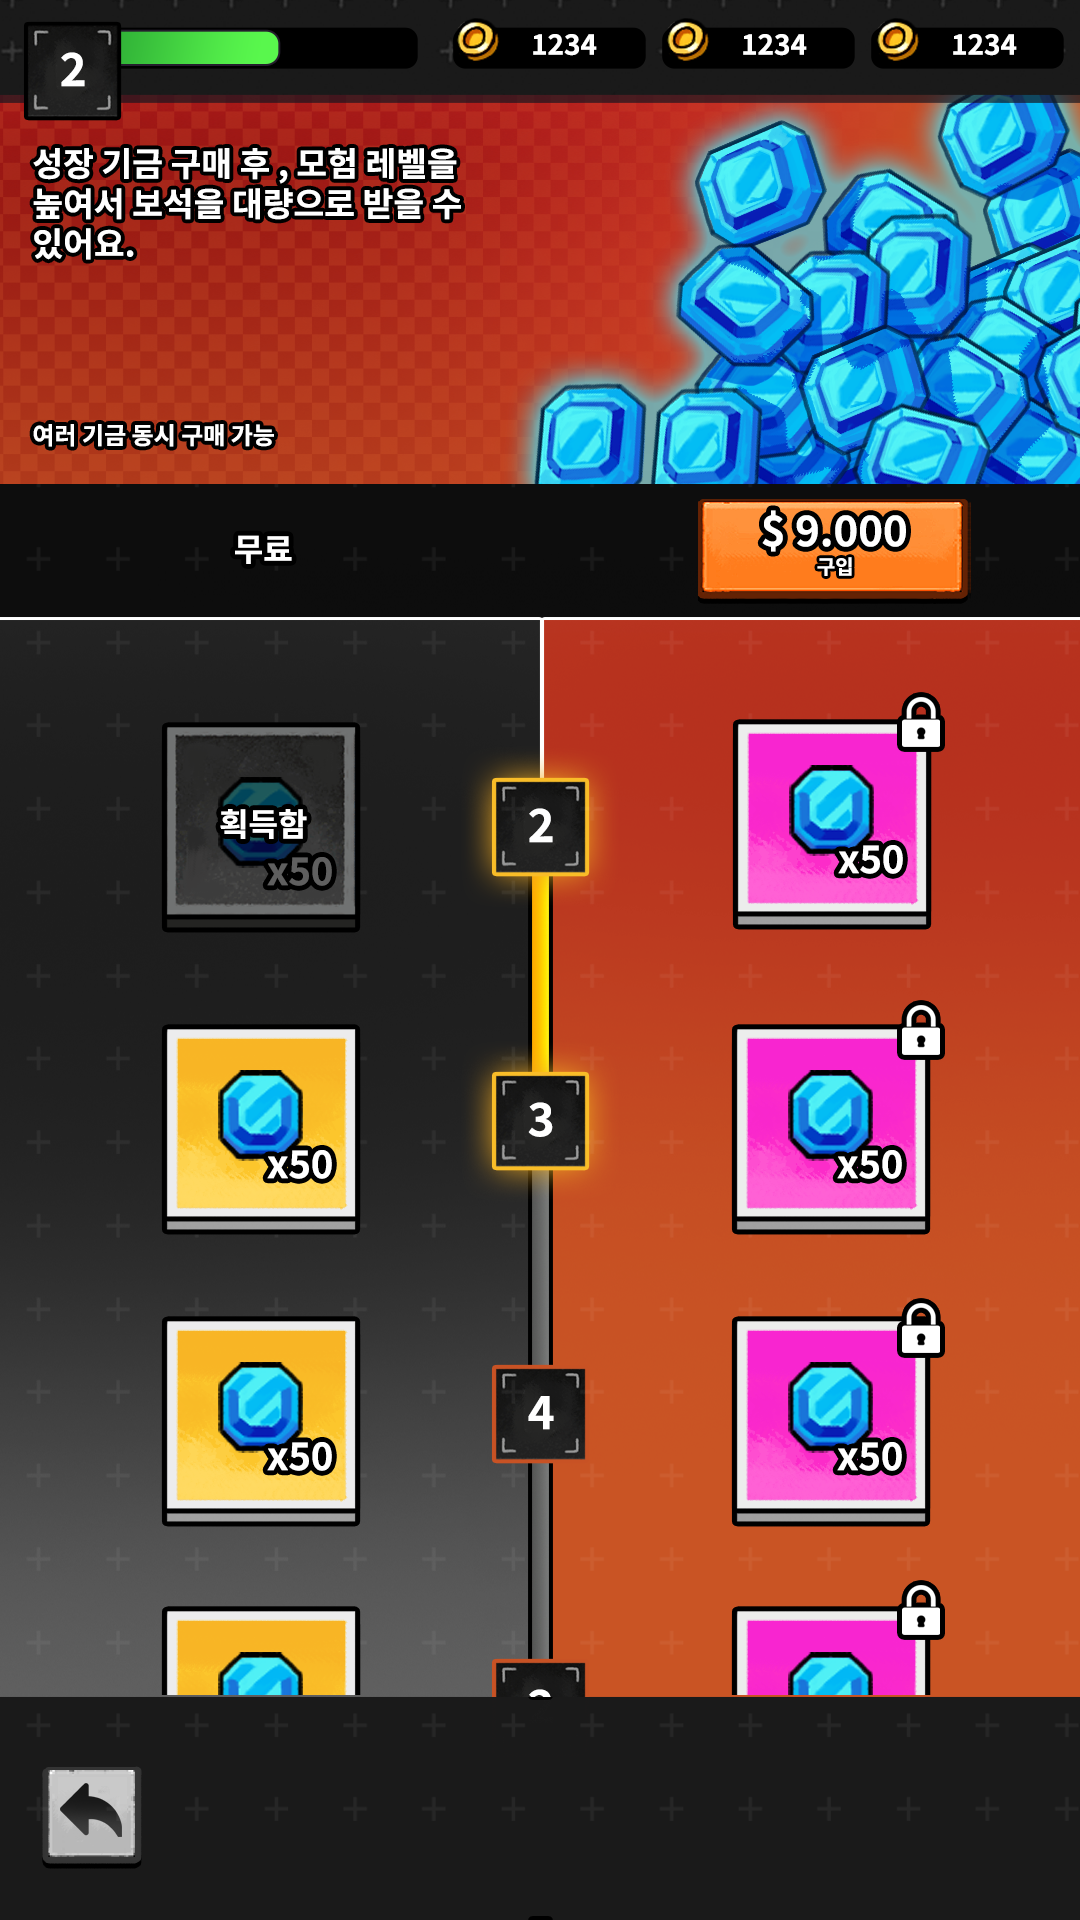 2
1234
1234
1234
성장 기금 구매 후 , 모험 레벨을
높여서 보석을 대량으로 받을 수
있어요.
여러 기금 동시 구매 가능
무료
$ 9.000
구입
획득함
x50
2
x50
x50
3
x50
x50
4
x50